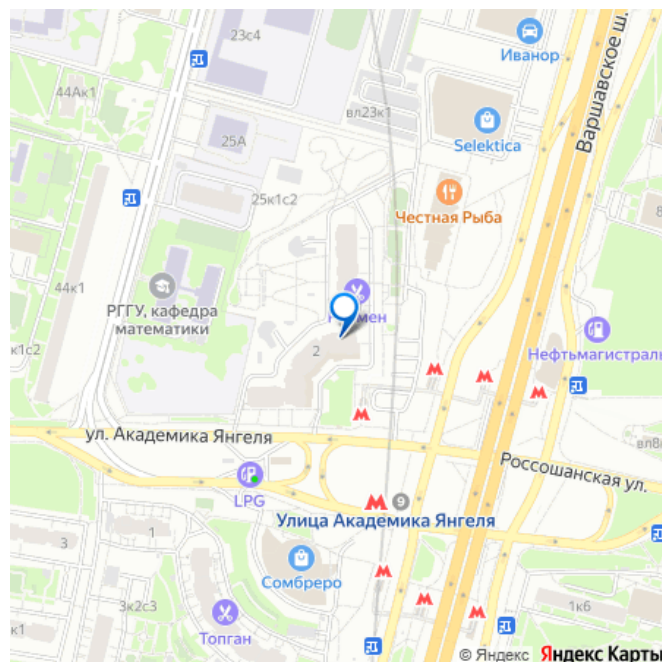 23с4
Иванор
Варшавское ш.
44Ак1
вл23к1
25А
Selektica
25к1с2
Честная Рыба
44к1
РГГУ, кафедра
математики
к1с2
2
Нефтьмагистраль
ул. Академика Янгеля
Россошанская ул.
LPG
9
Улица Академика Янгеля
1
3
Сомбреро
3к2с3
Топган
к1
1к6
© Яндекс Яндекс Карты